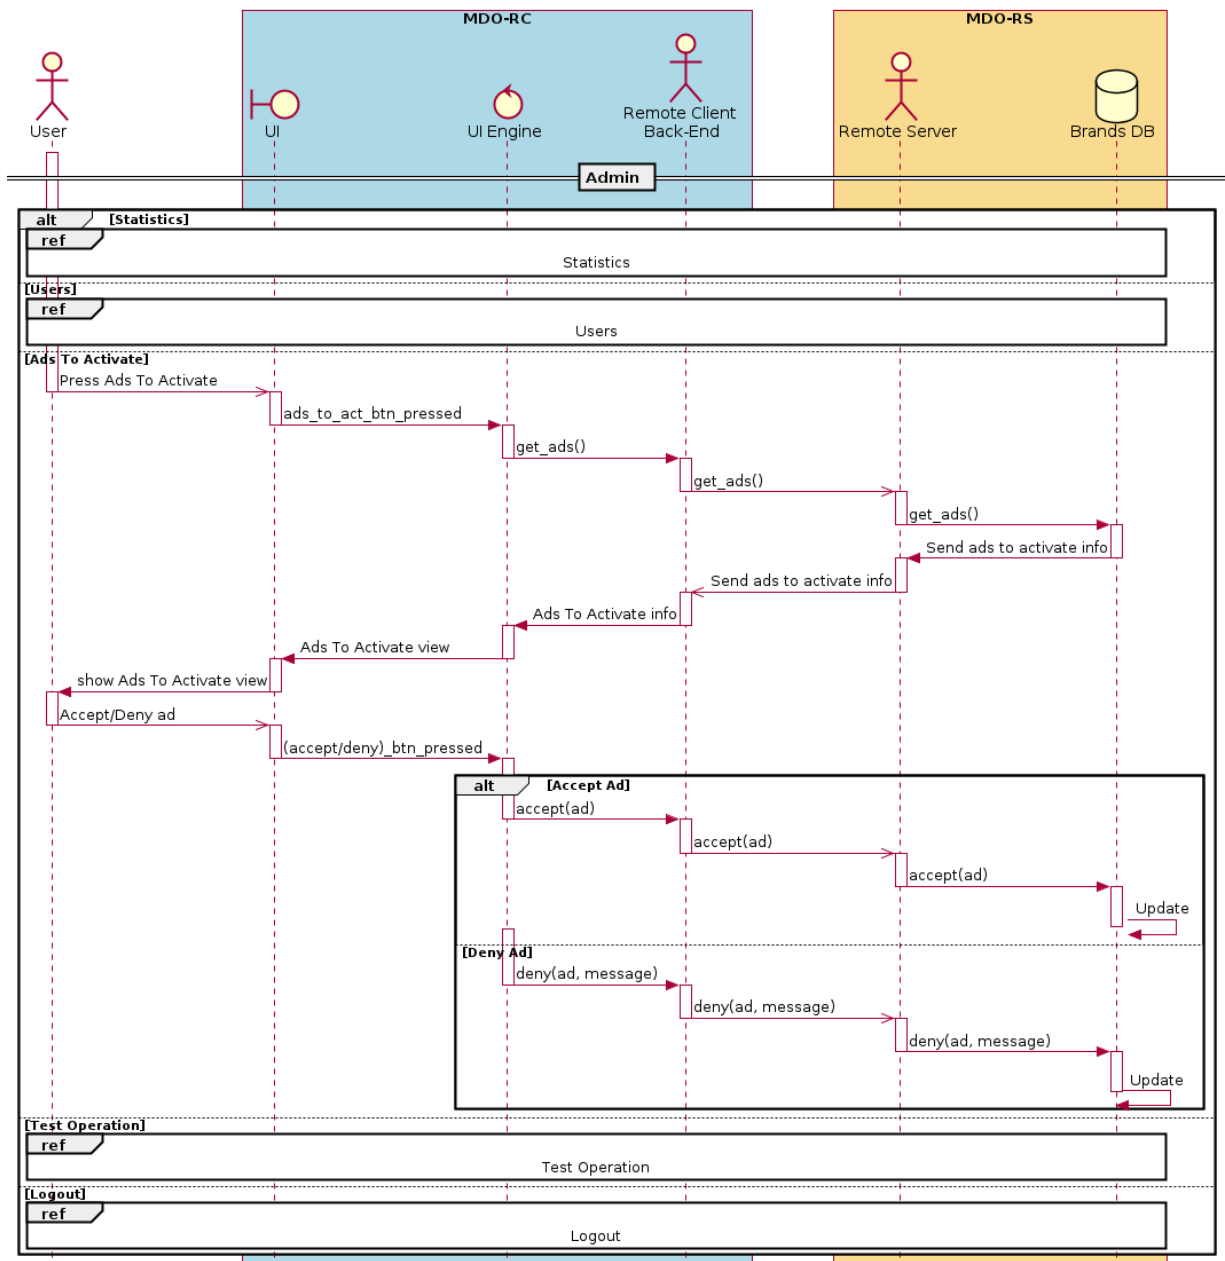 MDO-RC
MDO-RS
User
UI
UI Engine
Remote Client
Back-End
Remote Server
Brands DB
Admin
alt [Statistics]
ref
Statistics
[Users]
ref
Users
[Ads To Activate]
Press Ads To Activate
ads_to_act_btn_pressed
get_ads()
get_ads()
get_ads()
Send ads to activate info
Send ads to activate info
Ads To Activate info
Ads To Activate view
show Ads To Activate view
Accept/Deny ad
(accept/deny)_btn_pressed
alt [Accept Ad]
accept(ad)
accept(ad)
accept(ad)
Update
[Deny Ad]
deny(ad, message)
deny(ad, message)
deny(ad, message)
Update
[Test Operation]
ref
Test Operation
[Logout]
ref
Logout